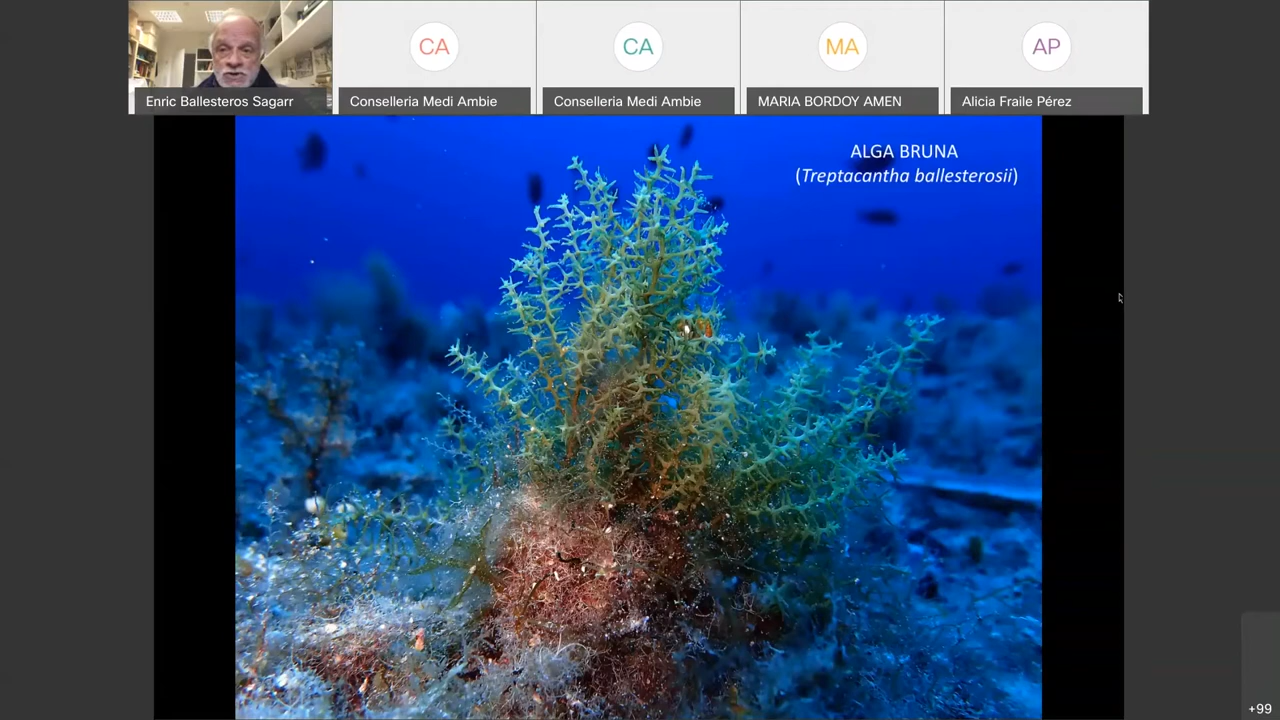 CA
CA
MA
AP
Enric Ballesteros Sagarr
Conselleria Medi Ambie
Conselleria Medi Ambie
MARIA BORDOY AMEN
Alicia Fraile Pérez
ALGA BRUNA
(Treptacantha ballesterosii)
+99